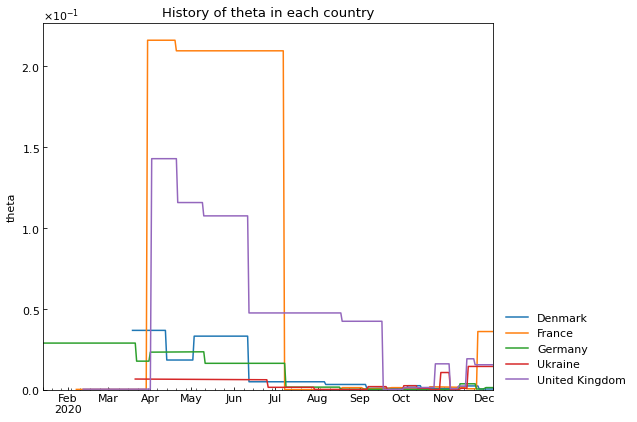 History of theta in each country
×10⁻¹
2.0
1.5
1.0
0.5
0.0
theta
Feb Mar Apr May Jun Jul Aug Sep Oct Nov Dec
2020
Denmark
France
Germany
Ukraine
United Kingdom